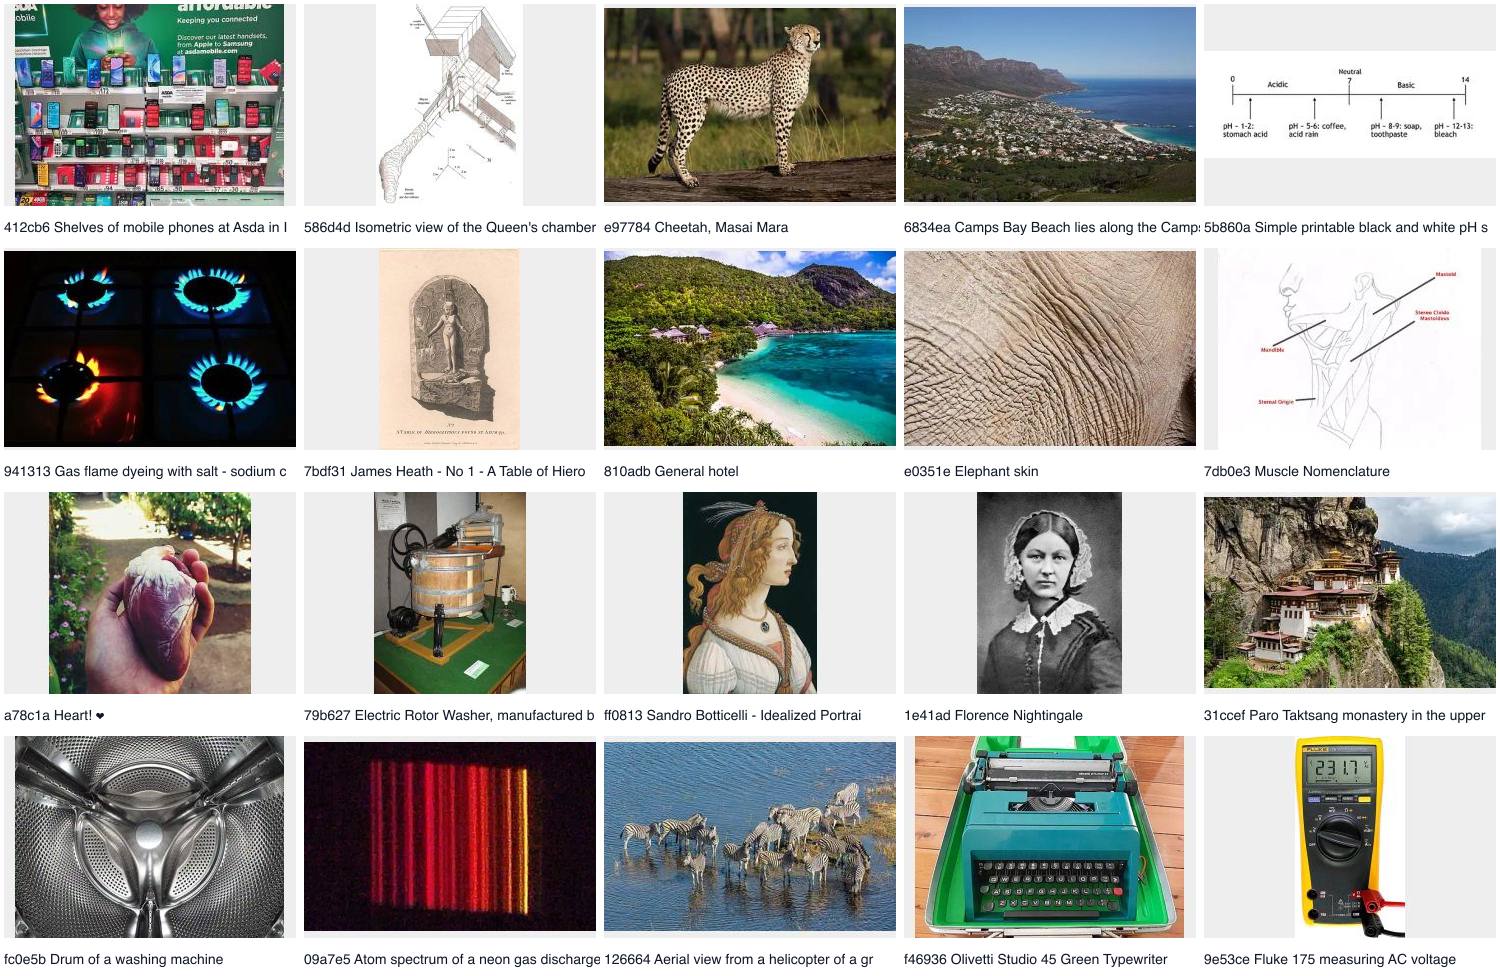 affordable
Keeping you connected
Discover our latest handsets,
from Apple to Samsung
at asdamobile.com
ASDA
412cb6 Shelves of mobile phones at Asda in I
586d4d Isometric view of the Queen's chamber
e97784 Cheetah, Masai Mara
6834ea Camps Bay Beach lies along the Camps
0
Acidic
Neutral
7
Basic
14
pH – 1-2:
stomach acid
pH – 5-6: coffee,
acid rain
pH – 8-9: soap,
toothpaste
pH – 12-13:
bleach
5b860a Simple printable black and white pH s
941313 Gas flame dyeing with salt - sodium c
7bdf31 James Heath - No 1 - A Table of Hiero
810adb General hotel
e0351e Elephant skin
Mastoid
Stereo Cleido
Mastoideus
Mandible
Sternal Origin
7db0e3 Muscle Nomenclature
a78c1a Heart! ❤
79b627 Electric Rotor Washer, manufactured b
ff0813 Sandro Botticelli - Idealized Portrai
1e41ad Florence Nightingale
31ccef Paro Taktsang monastery in the upper
fc0e5b Drum of a washing machine
09a7e5 Atom spectrum of a neon gas discharge
126664 Aerial view from a helicopter of a gr
f46936 Olivetti Studio 45 Green Typewriter
FLUKE
231.7
9e53ce Fluke 175 measuring AC voltage